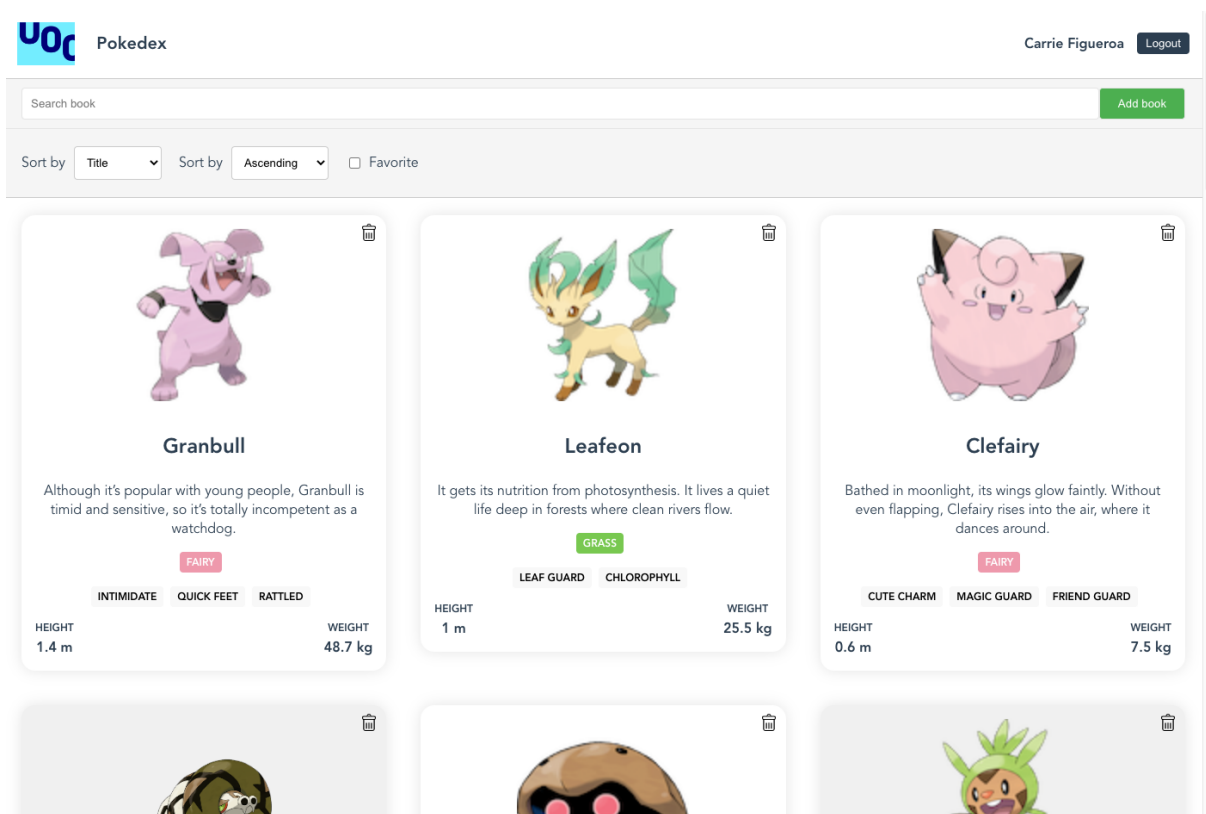 UOC
Pokedex
Carrie Figueroa
Logout
Search book
Add book
Sort by
Title
Sort by
Ascending
Favorite
Granbull
Although it’s popular with young people, Granbull is
timid and sensitive, so it’s totally incompetent as a
watchdog.
FAIRY
INTIMIDATE
QUICK FEET
RATTLED
HEIGHT
WEIGHT
1.4 m
48.7 kg
Leafeon
It gets its nutrition from photosynthesis. It lives a quiet
life deep in forests where clean rivers flow.
GRASS
LEAF GUARD
CHLOROPHYLL
HEIGHT
WEIGHT
1 m
25.5 kg
Clefairy
Bathed in moonlight, its wings glow faintly. Without
even flapping, Clefairy rises into the air, where it
dances around.
FAIRY
CUTE CHARM
MAGIC GUARD
FRIEND GUARD
HEIGHT
WEIGHT
0.6 m
7.5 kg